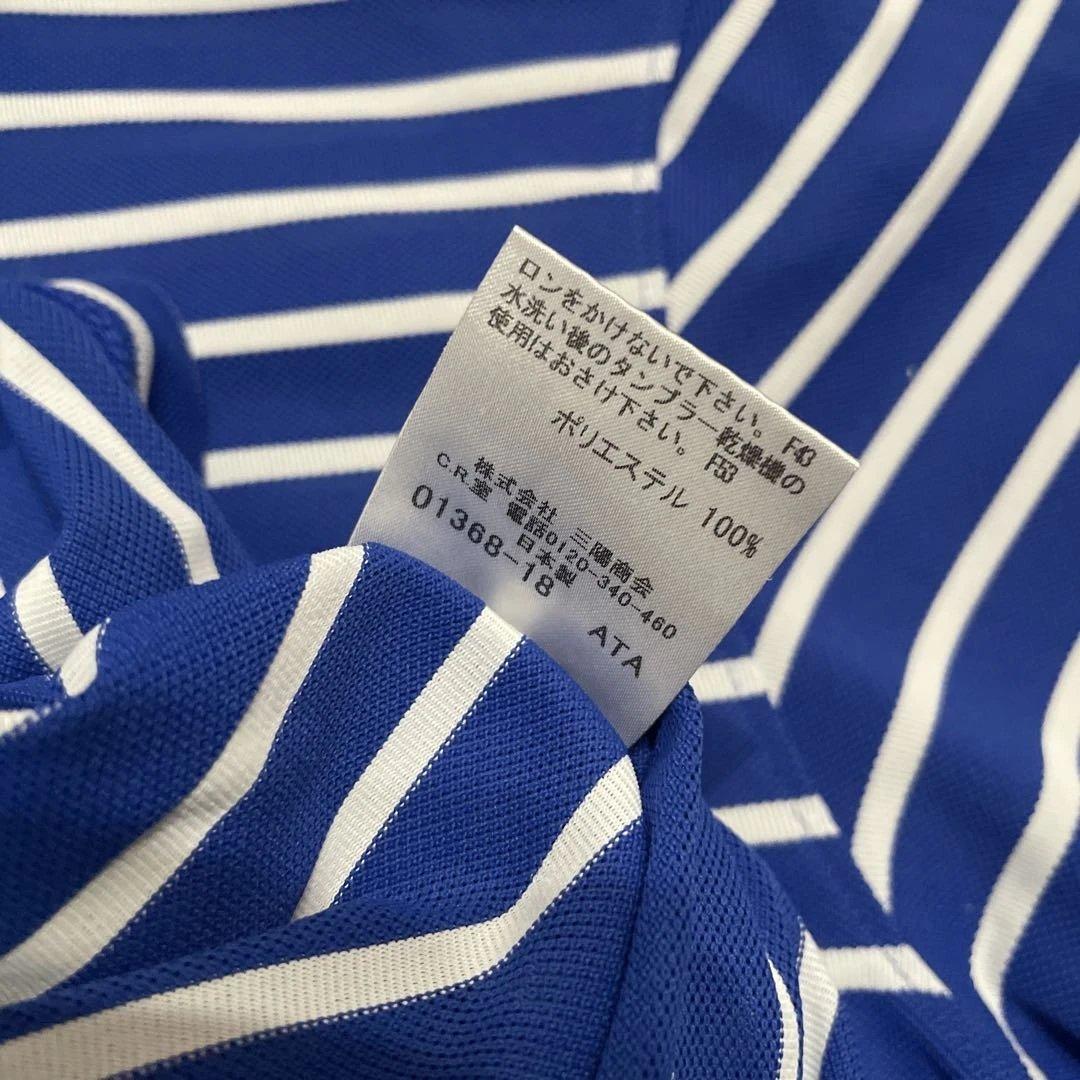 ロンをかけないで下さい。 F43
水洗い後のタンブラー乾燥機の
使用はおさけ下さい。 F53
ポリエステル 100%
株式会社 三陽商会
C.R.室 電話0120-340-460
日本製
01368-18 ATA